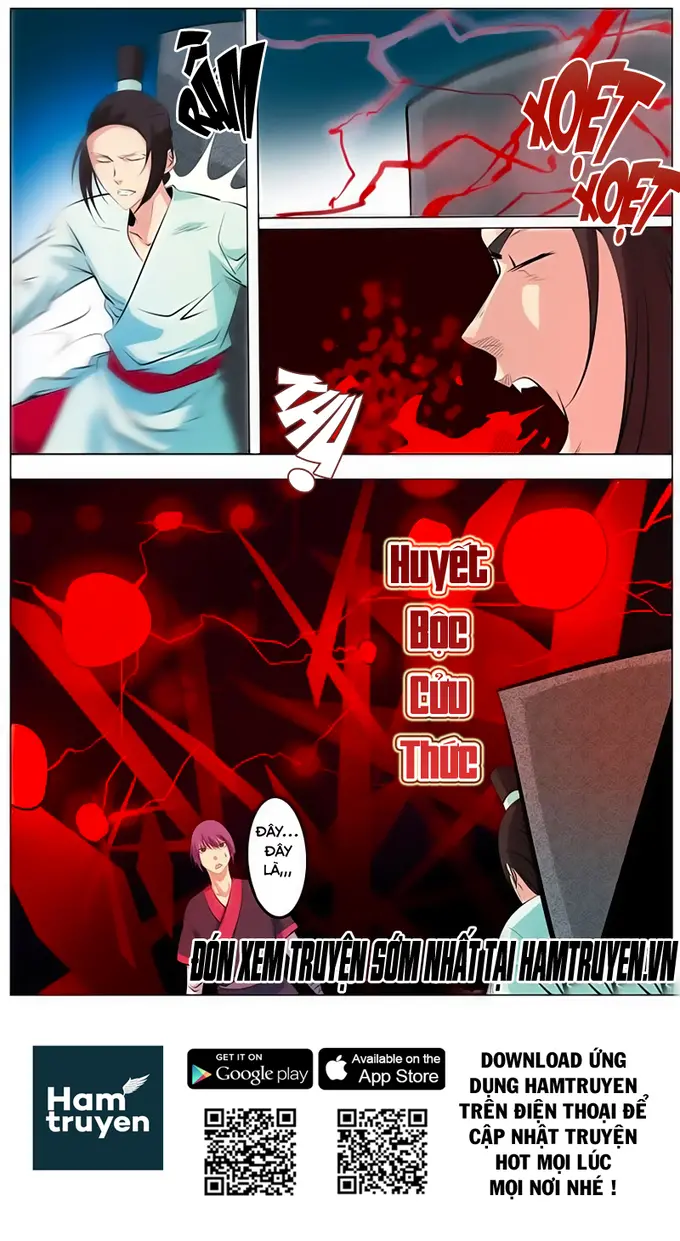 RẦM
XOẸT
XOẸT
THỤ
Huyết
Bộc
Cửu
Thức
ĐÂY...
ĐÂY
LÀ,,,
ĐÓN XEM TRUYỆN SỚM NHẤT TẠI HAMTRUYEN.VN
Ham
truyen
GET IT ON
Google play
Available on the
App Store
DOWNLOAD ỨNG
DỤNG HAMTRUYEN
TRÊN ĐIỆN THOẠI ĐỂ
CẬP NHẬT TRUYỆN
HOT MỌI LÚC
MỌI NƠI NHÉ !